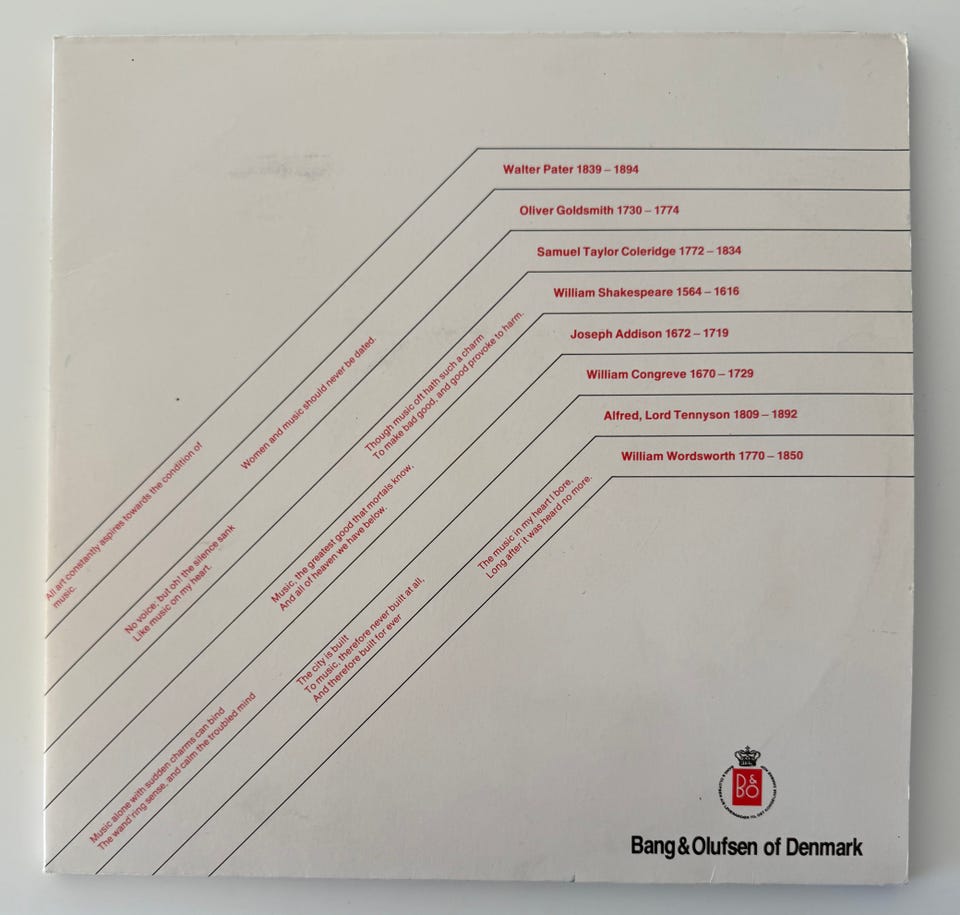 Walter Pater 1839 – 1894
All art constantly aspires towards the condition of
music.
Oliver Goldsmith 1730 – 1774
Women and music should never be dated.
Samuel Taylor Coleridge 1772 – 1834
No voice; but oh! the silence sank
Like music on my heart.
William Shakespeare 1564 – 1616
Though music oft hath such a charm
To make bad good, and good provoke to harm.
Joseph Addison 1672 – 1719
Music, the greatest good that mortals know,
And all of heaven we have below.
William Congreve 1670 – 1729
Music alone with sudden charms can bind
The wand'ring sense, and calm the troubled mind
Alfred, Lord Tennyson 1809 – 1892
The city is built
To music, therefore never built at all,
And therefore built for ever
William Wordsworth 1770 – 1850
The music in my heart I bore,
Long after it was heard no more.
B&O
Bang & Olufsen of Denmark